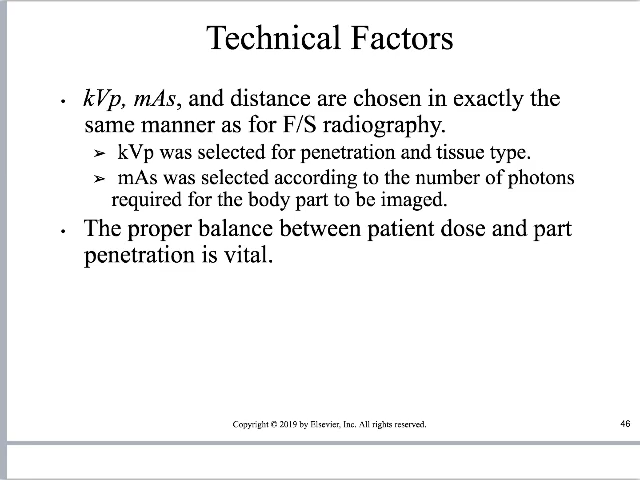 Technical Factors
• kVp, mAs, and distance are chosen in exactly the
same manner as for F/S radiography.
➢ kVp was selected for penetration and tissue type.
➢ mAs was selected according to the number of photons
required for the body part to be imaged.
• The proper balance between patient dose and part
penetration is vital.
Copyright © 2019 by Elsevier, Inc. All rights reserved.
46